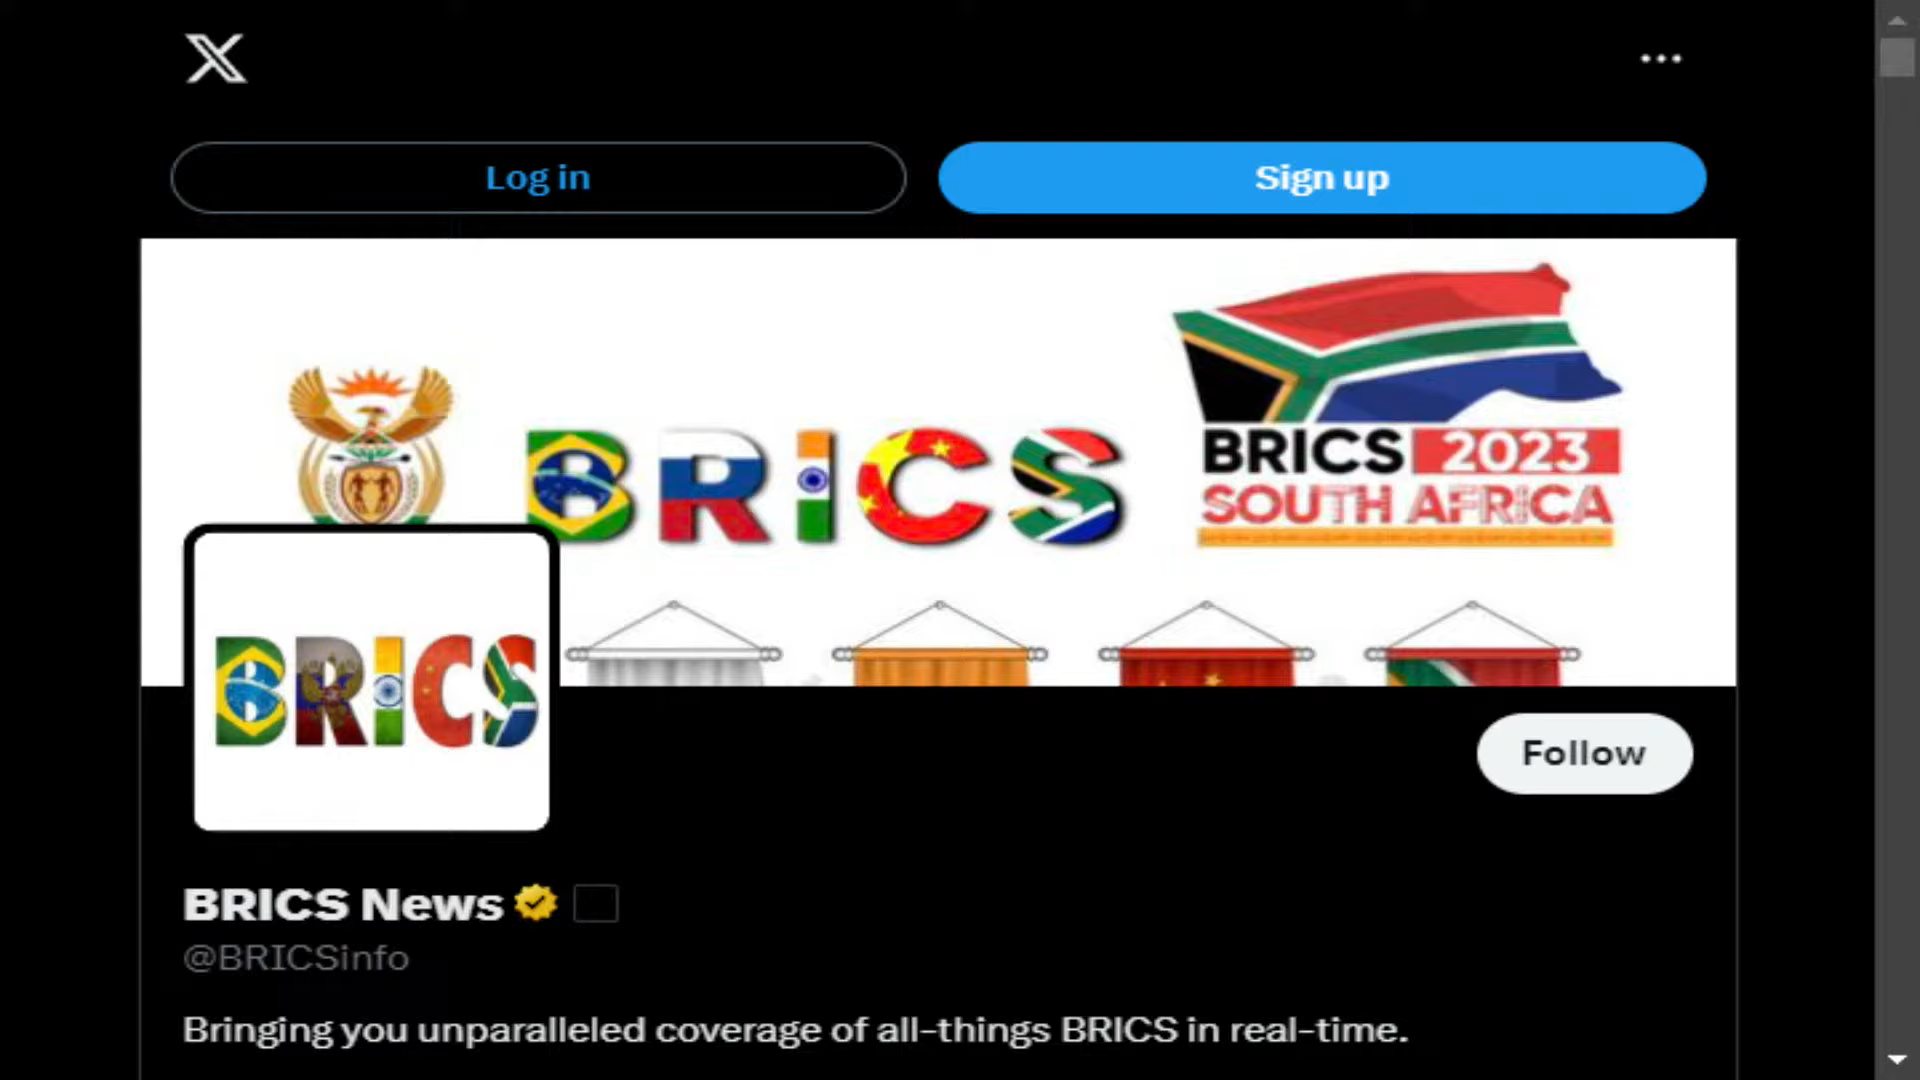 Log in
Sign up
BRICS
BRICS 2023
SOUTH AFRICA
BRICS
Follow
BRICS News
@BRICSinfo
Bringing you unparalleled coverage of all-things BRICS in real-time.